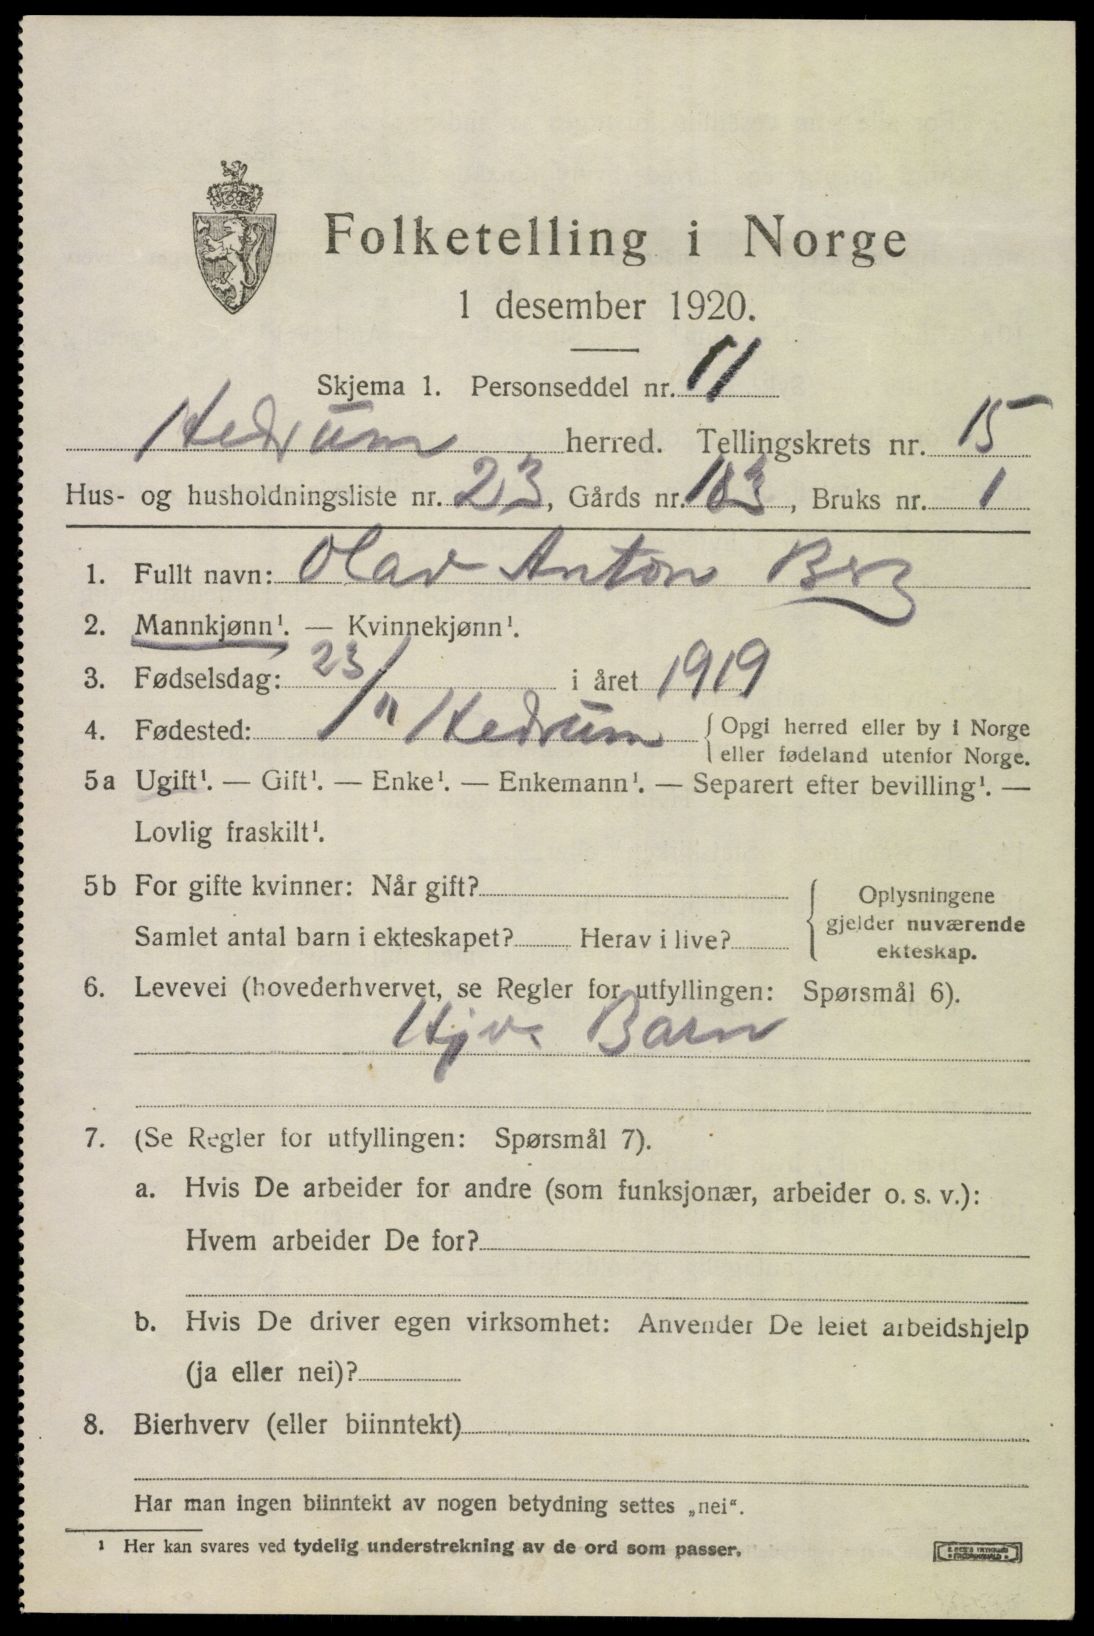 Folketelling i Norge
1 desember 1920.
Skjema 1. Personseddel nr. 11
Hedrum herred. Tellingskrets nr. 15
Hus- og husholdningsliste nr. 23, Gårds nr. 103, Bruks nr. 1
1. Fullt navn: Olav Anton Berg
2. Mannkjønn¹. — Kvinnekjønn¹.
3. Fødselsdag: 23/11 i året 1919
4. Fødested: Hedrum { Opgi herred eller by i Norge
eller fødeland utenfor Norge.
5a Ugift¹. — Gift¹. — Enke¹. — Enkemann¹. — Separert efter bevilling¹. —
Lovlig fraskilt¹.
5b For gifte kvinner: Når gift?
Samlet antal barn i ekteskapet? Herav i live?
{ Oplysningene
gjelder nuværende
ekteskap.
6. Levevei (hovederhvervet, se Regler for utfyllingen: Spørsmål 6).
Hjv. Barn
7. (Se Regler for utfyllingen: Spørsmål 7).
a. Hvis De arbeider for andre (som funksjonær, arbeider o. s. v.):
Hvem arbeider De for?
b. Hvis De driver egen virksomhet: Anvender De leiet arbeidshjelp
(ja eller nei)?
8. Bierhverv (eller biinntekt)
Har man ingen biinntekt av nogen betydning settes „nei“.
¹ Her kan svares ved tydelig understrekning av de ord som passer.